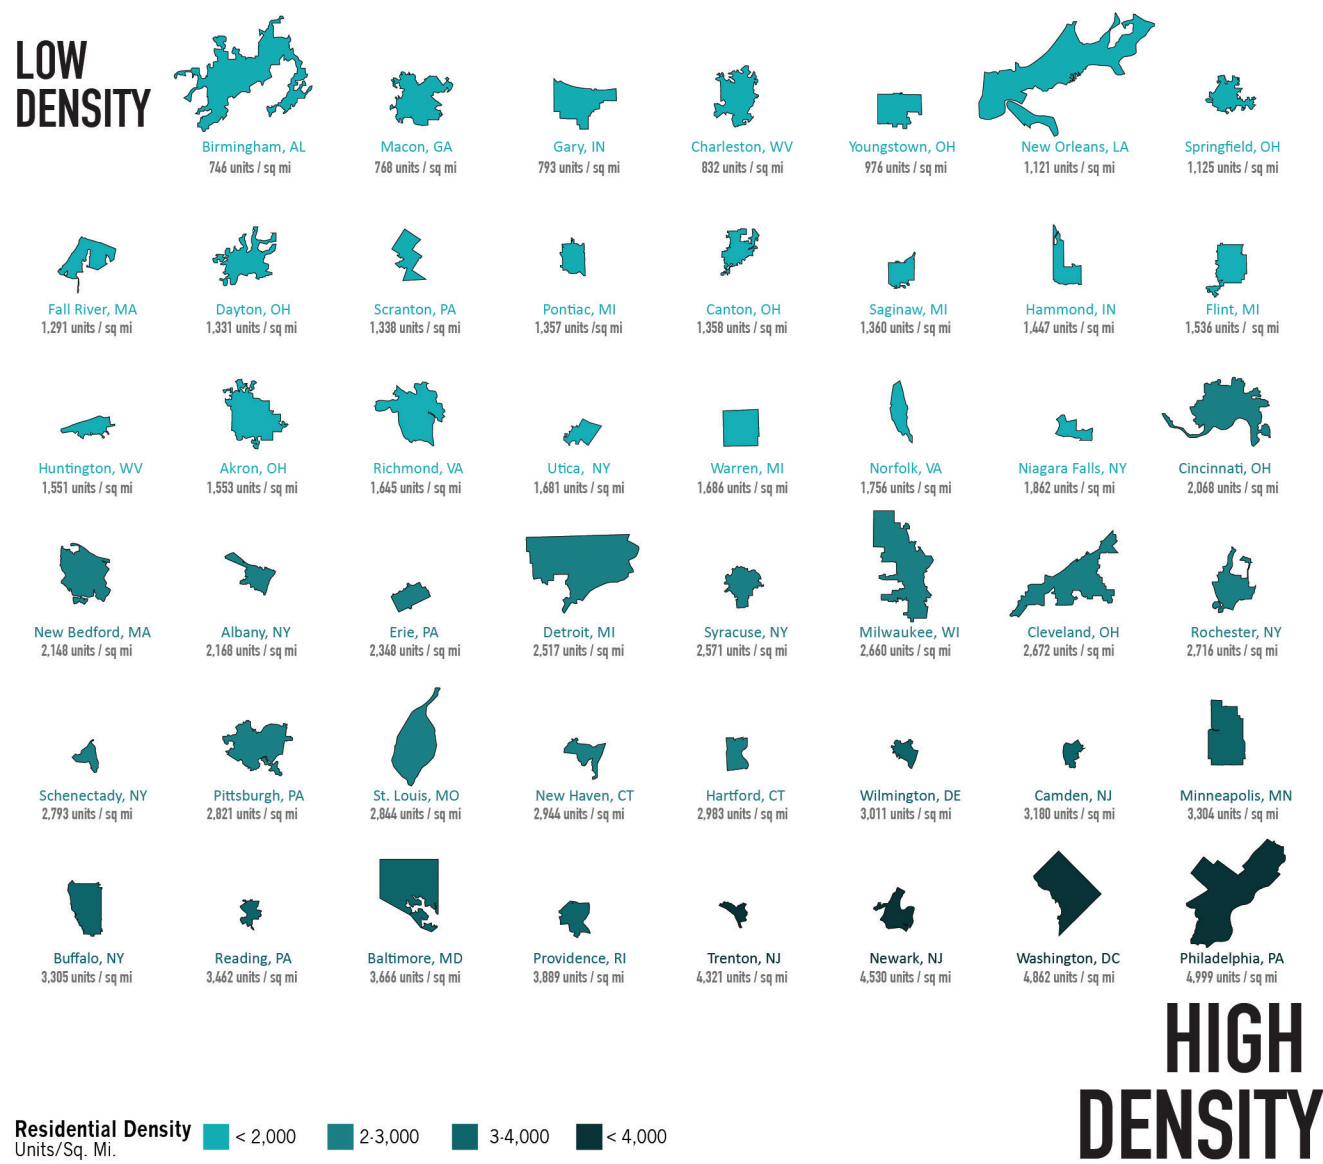 LOW
DENSITY
Birmingham, AL
746 units / sq mi
Macon, GA
768 units / sq mi
Gary, IN
793 units / sq mi
Charleston, WV
832 units / sq mi
Youngstown, OH
976 units / sq mi
New Orleans, LA
1,121 units / sq mi
Springfield, OH
1,125 units / sq mi
Fall River, MA
1,291 units / sq mi
Dayton, OH
1,331 units / sq mi
Scranton, PA
1,338 units / sq mi
Pontiac, MI
1,357 units /sq mi
Canton, OH
1,358 units / sq mi
Saginaw, MI
1,360 units / sq mi
Hammond, IN
1,447 units / sq mi
Flint, MI
1,536 units / sq mi
Huntington, WV
1,551 units / sq mi
Akron, OH
1,553 units / sq mi
Richmond, VA
1,645 units / sq mi
Utica, NY
1,681 units / sq mi
Warren, MI
1,686 units / sq mi
Norfolk, VA
1,756 units / sq mi
Niagara Falls, NY
1,862 units / sq mi
Cincinnati, OH
2,068 units / sq mi
New Bedford, MA
2,148 units / sq mi
Albany, NY
2,168 units / sq mi
Erie, PA
2,348 units / sq mi
Detroit, MI
2,517 units / sq mi
Syracuse, NY
2,571 units / sq mi
Milwaukee, WI
2,660 units / sq mi
Cleveland, OH
2,672 units / sq mi
Rochester, NY
2,716 units / sq mi
Schenectady, NY
2,793 units / sq mi
Pittsburgh, PA
2,821 units / sq mi
St. Louis, MO
2,844 units / sq mi
New Haven, CT
2,944 units / sq mi
Hartford, CT
2,983 units / sq mi
Wilmington, DE
3,011 units / sq mi
Camden, NJ
3,180 units / sq mi
Minneapolis, MN
3,304 units / sq mi
Buffalo, NY
3,305 units / sq mi
Reading, PA
3,462 units / sq mi
Baltimore, MD
3,666 units / sq mi
Providence, RI
3,889 units / sq mi
Trenton, NJ
4,321 units / sq mi
Newark, NJ
4,530 units / sq mi
Washington, DC
4,862 units / sq mi
Philadelphia, PA
4,999 units / sq mi
HIGH
DENSITY
Residential Density
Units/Sq. Mi.
< 2,000
2-3,000
3-4,000
< 4,000